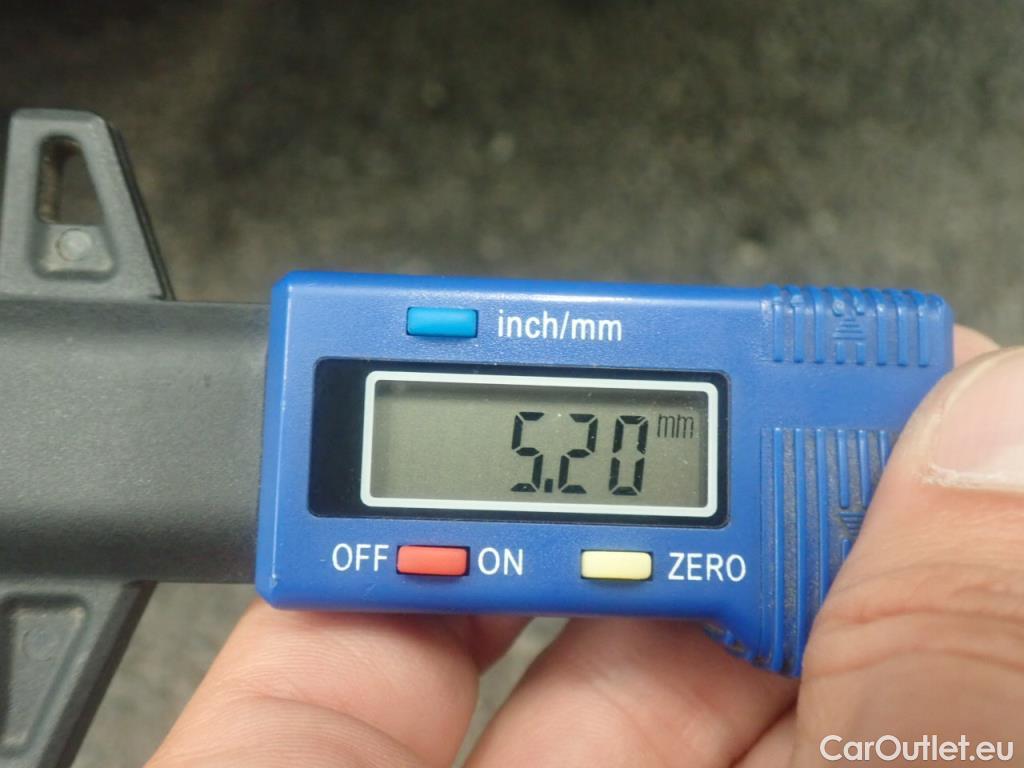 inch/mm
5.20 mm
OFF ON ZERO
CarOutlet.eu